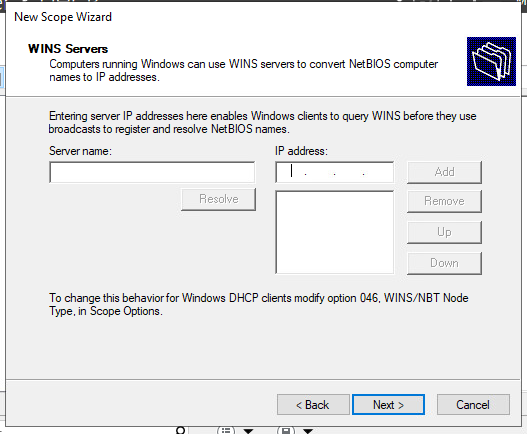 New Scope Wizard
WINS Servers
Computers running Windows can use WINS servers to convert NetBIOS computer
names to IP addresses.
Entering server IP addresses here enables Windows clients to query WINS before they use
broadcasts to register and resolve NetBIOS names.
Server name:
IP address:
. . .
Add
Resolve
Remove
Up
Down
To change this behavior for Windows DHCP clients modify option 046, WINS/NBT Node
Type, in Scope Options.
< Back
Next >
Cancel